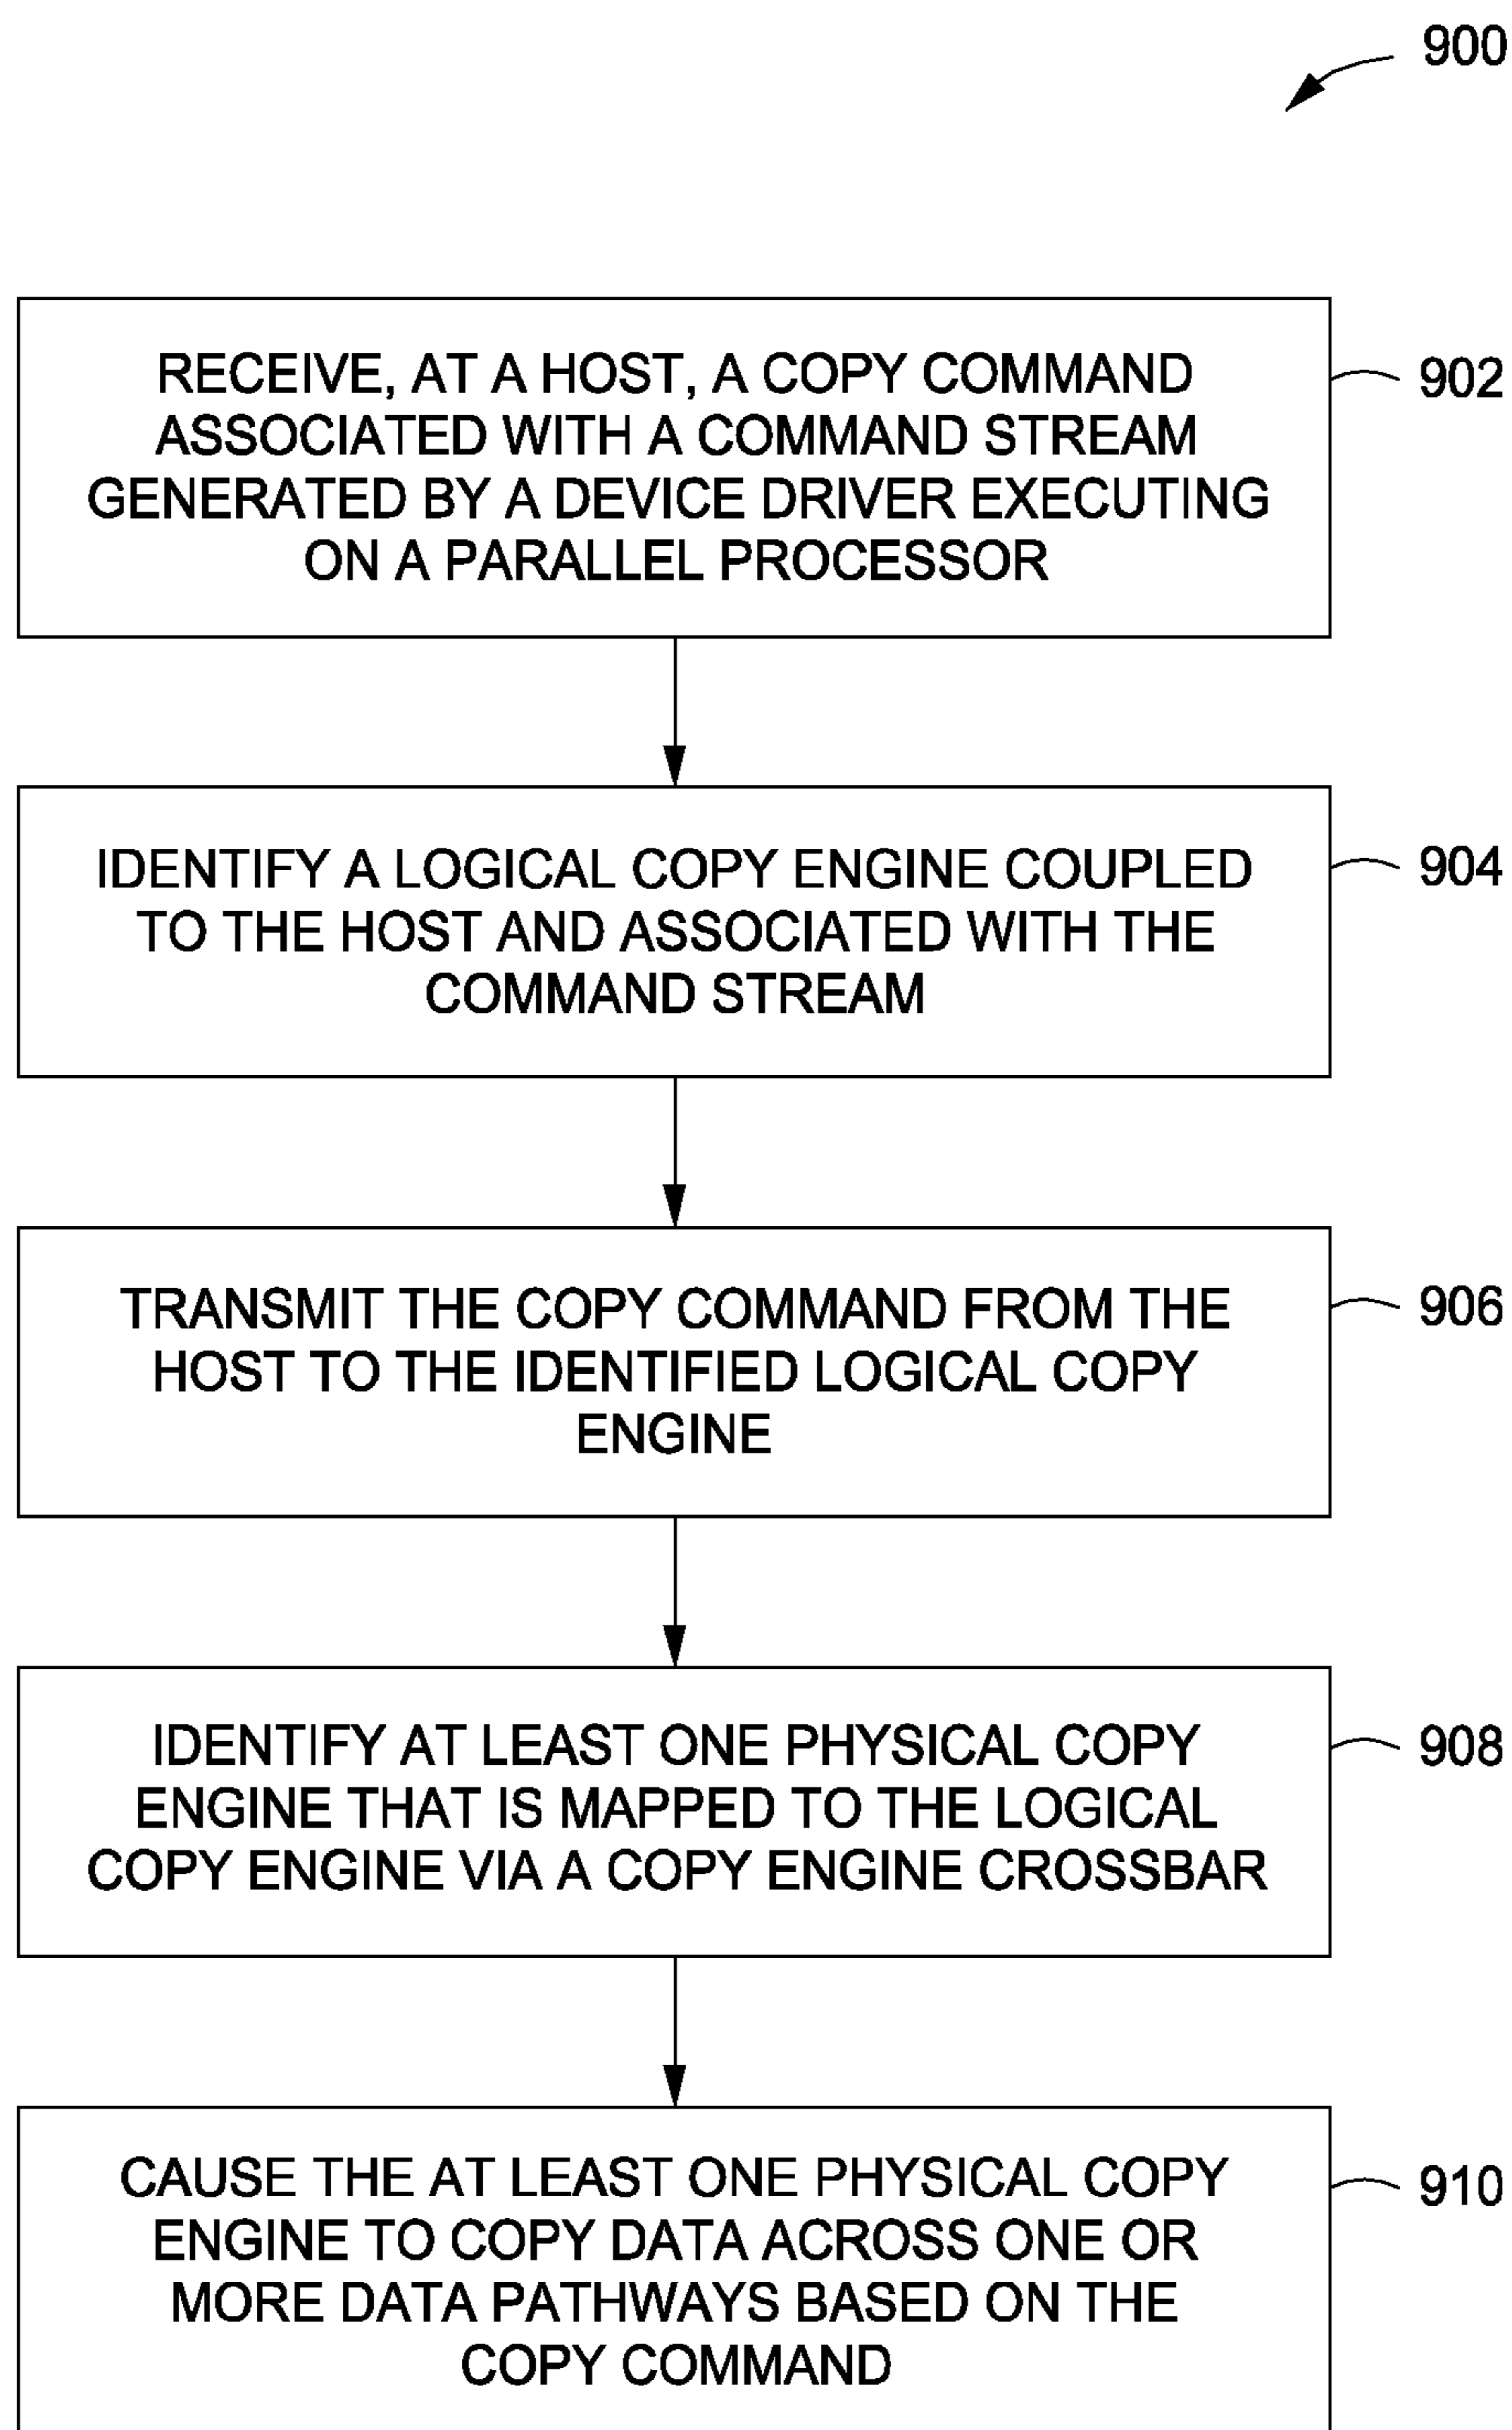 900
RECEIVE, AT A HOST, A COPY COMMAND
ASSOCIATED WITH A COMMAND STREAM
GENERATED BY A DEVICE DRIVER EXECUTING
ON A PARALLEL PROCESSOR
902
IDENTIFY A LOGICAL COPY ENGINE COUPLED
TO THE HOST AND ASSOCIATED WITH THE
COMMAND STREAM
904
TRANSMIT THE COPY COMMAND FROM THE
HOST TO THE IDENTIFIED LOGICAL COPY
ENGINE
906
IDENTIFY AT LEAST ONE PHYSICAL COPY
ENGINE THAT IS MAPPED TO THE LOGICAL
COPY ENGINE VIA A COPY ENGINE CROSSBAR
908
CAUSE THE AT LEAST ONE PHYSICAL COPY
ENGINE TO COPY DATA ACROSS ONE OR
MORE DATA PATHWAYS BASED ON THE
COPY COMMAND
910